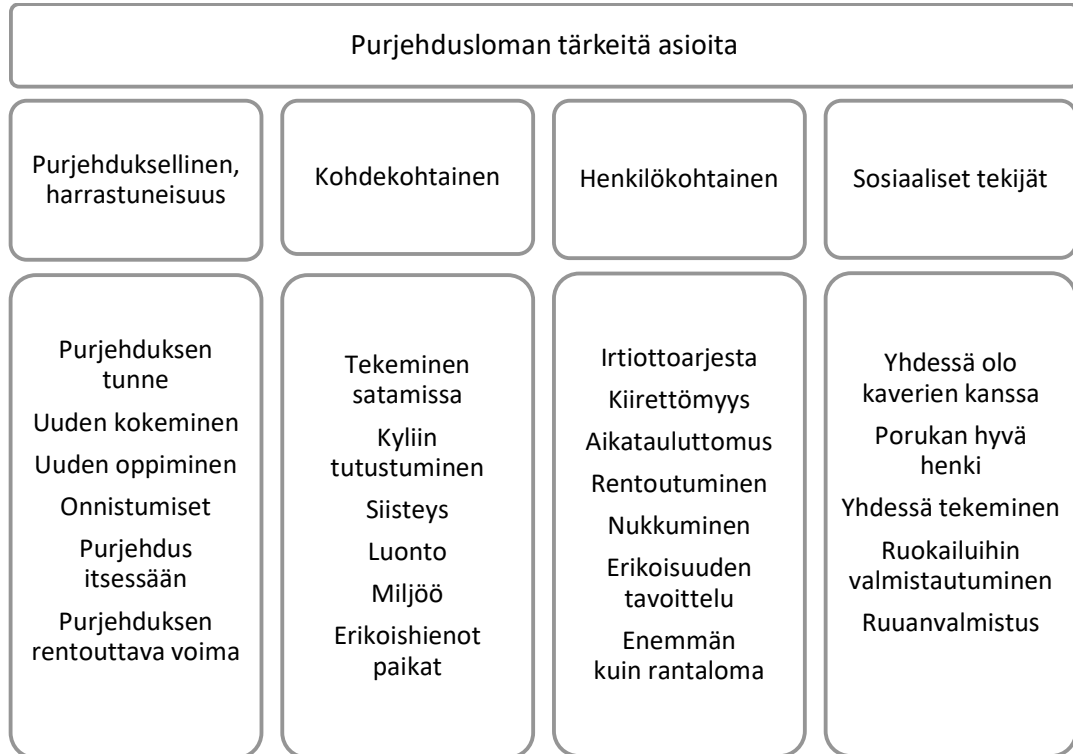 Purjehdusloman tärkeitä asioita
Purjehduksellinen,
harrastuneisuus
Kohdekohtainen
Henkilökohtainen
Sosiaaliset tekijät
Purjehduksen
tunne
Uuden kokeminen
Uuden oppiminen
Onnistumiset
Purjehdus
itsessään
Purjehduksen
rentouttava voima
Tekeminen
satamissa
Kyliin
tutustuminen
Siisteys
Luonto
Miljöö
Erikoishienot
paikat
Irtiottoarjesta
Kiirettömyys
Aikatauluttomus
Rentoutuminen
Nukkuminen
Erikoisuuden
tavoittelu
Enemmän
kuin rantaloma
Yhdessä olo
kaverien kanssa
Porukan hyvä
henki
Yhdessä tekeminen
Ruokailuihin
valmistautuminen
Ruuanvalmistus